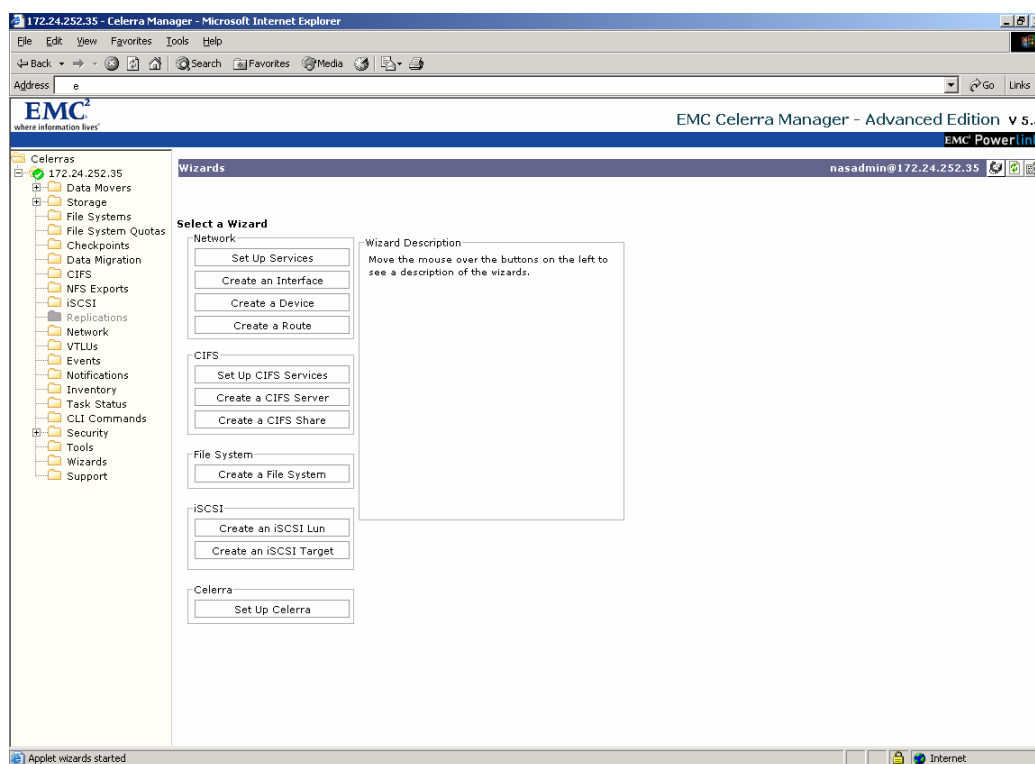 172.24.252.35 - Celerra Manager - Microsoft Internet Explorer
File Edit View Favorites Tools Help
Back Search Favorites Media
Address e Go Links
EMC²
where information lives®
EMC Celerra Manager - Advanced Edition v 5.
EMC² Powerlin
Celerras
172.24.252.35
Data Movers
Storage
File Systems
File System Quotas
Checkpoints
Data Migration
CIFS
NFS Exports
iSCSI
Replications
Network
VTLUs
Events
Notifications
Inventory
Task Status
CLI Commands
Security
Tools
Wizards
Support
Wizards nasadmin@172.24.252.35
Select a Wizard
Network
Set Up Services
Create an Interface
Create a Device
Create a Route
CIFS
Set Up CIFS Services
Create a CIFS Server
Create a CIFS Share
File System
Create a File System
iSCSI
Create an iSCSI Lun
Create an iSCSI Target
Celerra
Set Up Celerra
Wizard Description
Move the mouse over the buttons on the left to
see a description of the wizards.
Applet wizards started Internet